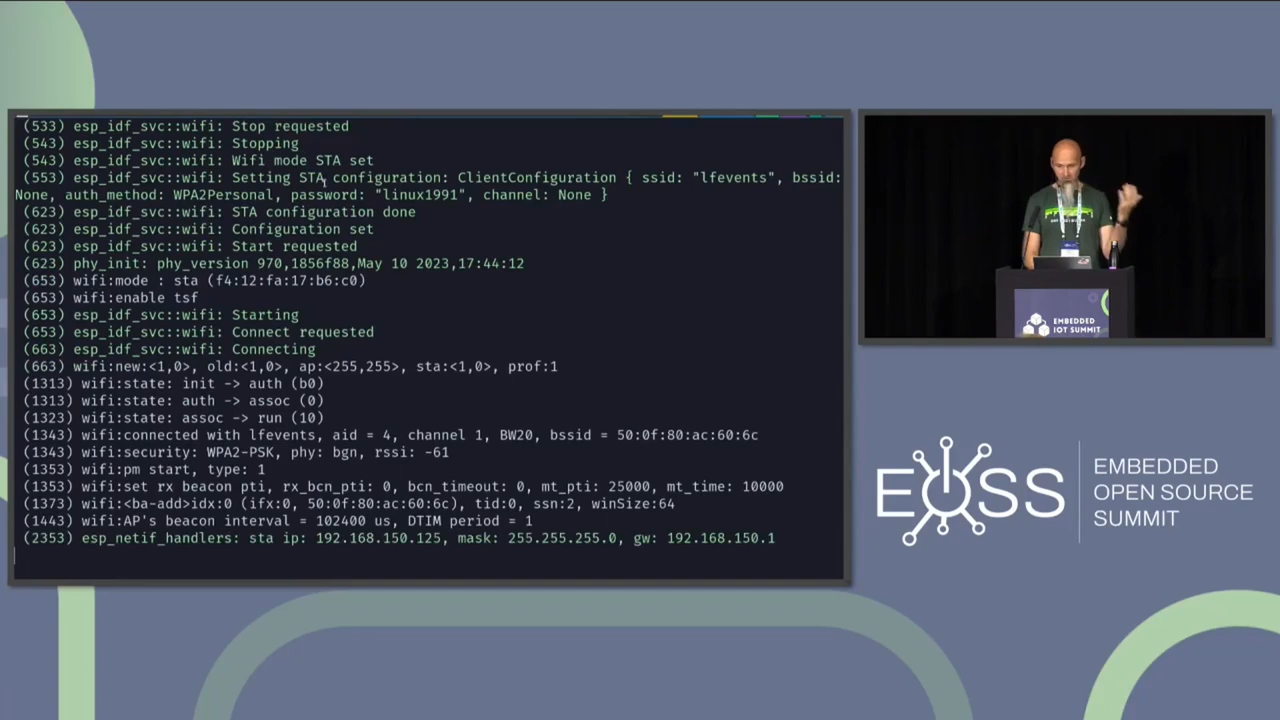 (533) esp_idf_svc::wifi: Stop requested
(543) esp_idf_svc::wifi: Stopping
(543) esp_idf_svc::wifi: Wifi mode STA set
(553) esp_idf_svc::wifi: Setting STA configuration: ClientConfiguration { ssid: "lfevents", bssid:
None, auth_method: WPA2Personal, password: "linux1991", channel: None }
(623) esp_idf_svc::wifi: STA configuration done
(623) esp_idf_svc::wifi: Configuration set
(623) esp_idf_svc::wifi: Start requested
(623) phy_init: phy_version 970,1856f88,May 10 2023,17:44:12
(653) wifi:mode : sta (f4:12:fa:17:b6:c0)
(653) wifi:enable tsf
(653) esp_idf_svc::wifi: Starting
(653) esp_idf_svc::wifi: Connect requested
(663) esp_idf_svc::wifi: Connecting
(663) wifi:new:<1,0>, old:<1,0>, ap:<255,255>, sta:<1,0>, prof:1
(1313) wifi:state: init -> auth (b0)
(1313) wifi:state: auth -> assoc (0)
(1323) wifi:state: assoc -> run (10)
(1343) wifi:connected with lfevents, aid = 4, channel 1, BW20, bssid = 50:0f:80:ac:60:6c
(1343) wifi:security: WPA2-PSK, phy: bgn, rssi: -61
(1353) wifi:pm start, type: 1
(1353) wifi:set rx beacon pti, rx_bcn_pti: 0, bcn_timeout: 0, mt_pti: 25000, mt_time: 10000
(1373) wifi:<ba-add>idx:0 (ifx:0, 50:0f:80:ac:60:6c), tid:0, ssn:2, winSize:64
(1443) wifi:AP's beacon interval = 102400 us, DTIM period = 1
(2353) esp_netif_handlers: sta ip: 192.168.150.125, mask: 255.255.255.0, gw: 192.168.150.1
EMBEDDED
IOT SUMMIT
EOSS
EMBEDDED
OPEN SOURCE
SUMMIT